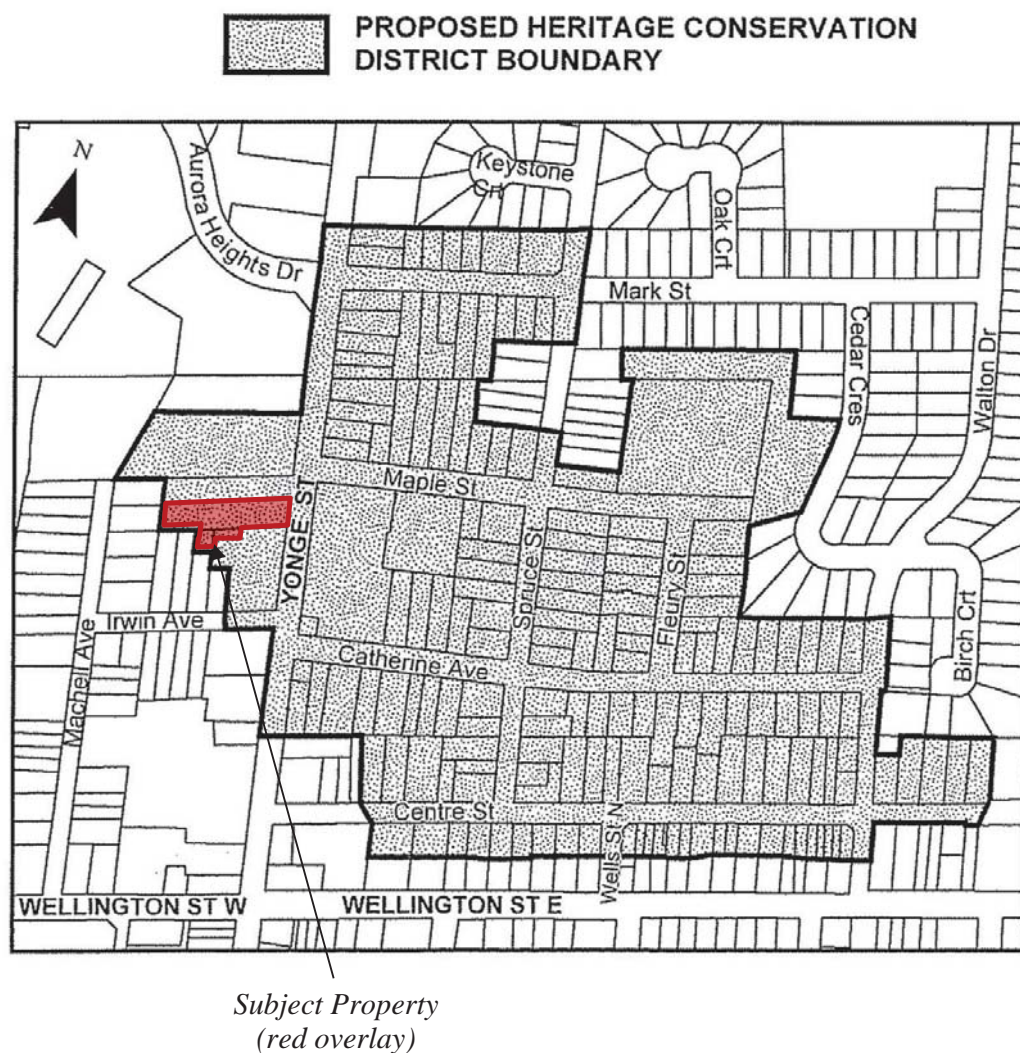 PROPOSED HERITAGE CONSERVATION
DISTRICT BOUNDARY
N
Keystone
Crt
Aurora Heights Dr
Oak Crt
Mark St
Cedar Cres
Walton Dr
Maple St
YONGE ST
Spruce St
Fleury St
Irwin Ave
Machell Ave
Catherine Ave
Birch Crt
Centre St
Wells St N
WELLINGTON ST W
WELLINGTON ST E
Subject Property
(red overlay)